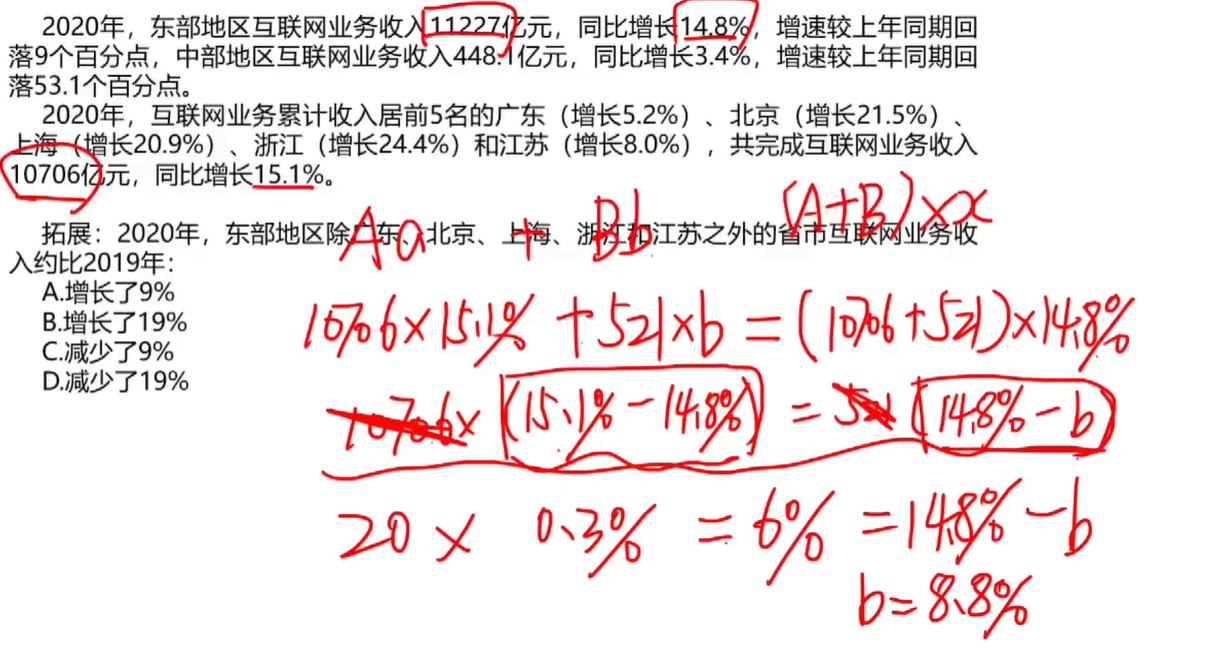 2020年，东部地区互联网业务收入11227亿元，同比增长14.8%，增速较上年同期回
落9个百分点，中部地区互联网业务收入448.1亿元，同比增长3.4%，增速较上年同期回
落53.1个百分点。
2020年，互联网业务累计收入居前5名的广东（增长5.2%）、北京（增长21.5%）、
上海（增长20.9%）、浙江（增长24.4%）和江苏（增长8.0%），共完成互联网业务收入
10706亿元，同比增长15.1%。
Aa + Bb (A+B)×x
拓展：2020年，东部地区除广东、北京、上海、浙江和江苏之外的省市互联网业务收
入约比2019年：
A.增长了9%
B.增长了19%
C.减少了9%
D.减少了19%
10706×15.1%+521×b=(10706+521)×14.8%
10706×(15.1%-14.8%)=521(14.8%-b)
20×0.3%=6%=14.8%-b
b=8.8%